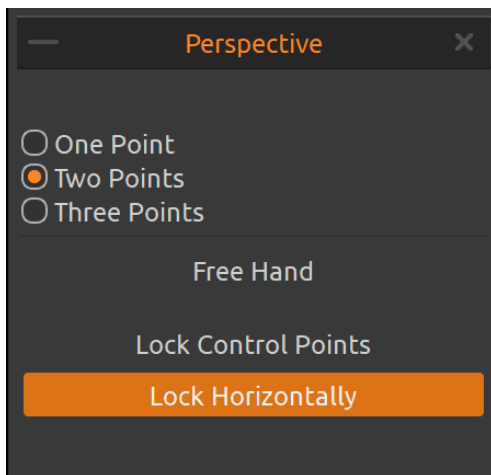 Perspective
One Point
Two Points
Three Points
Free Hand
Lock Control Points
Lock Horizontally